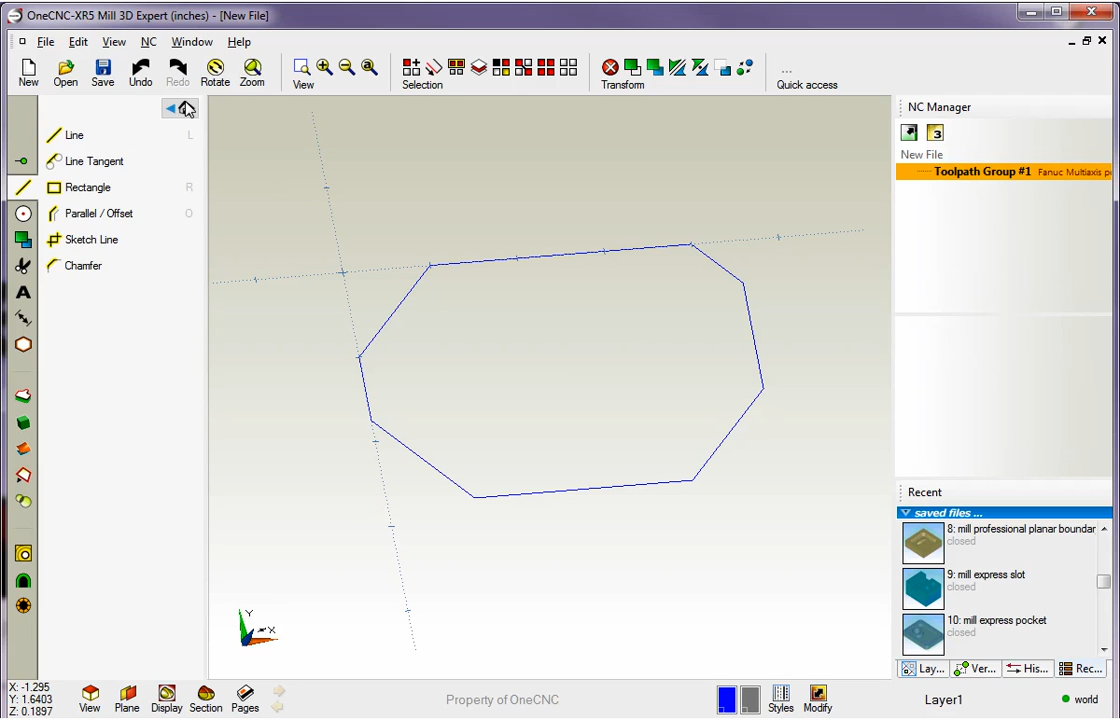 OneCNC-XR5 Mill 3D Expert (inches) - [New File]
File Edit View NC Window Help
New Open Save Undo Redo Rotate Zoom View Selection Transform ... Quick access
Line L
Line Tangent
Rectangle R
Parallel / Offset O
Sketch Line
Chamfer
A
Y
X
NC Manager
3
New File
Toolpath Group #1 Fanuc Multiaxis p
Recent
saved files ...
8: mill professional planar boundar
closed
9: mill express slot
closed
10: mill express pocket
closed
Lay... Ver... His... Rec...
X: -1.295
Y: 1.6403
Z: 0.1897
View Plane Display Section Pages
Property of OneCNC
Styles Modify
Layer1
world